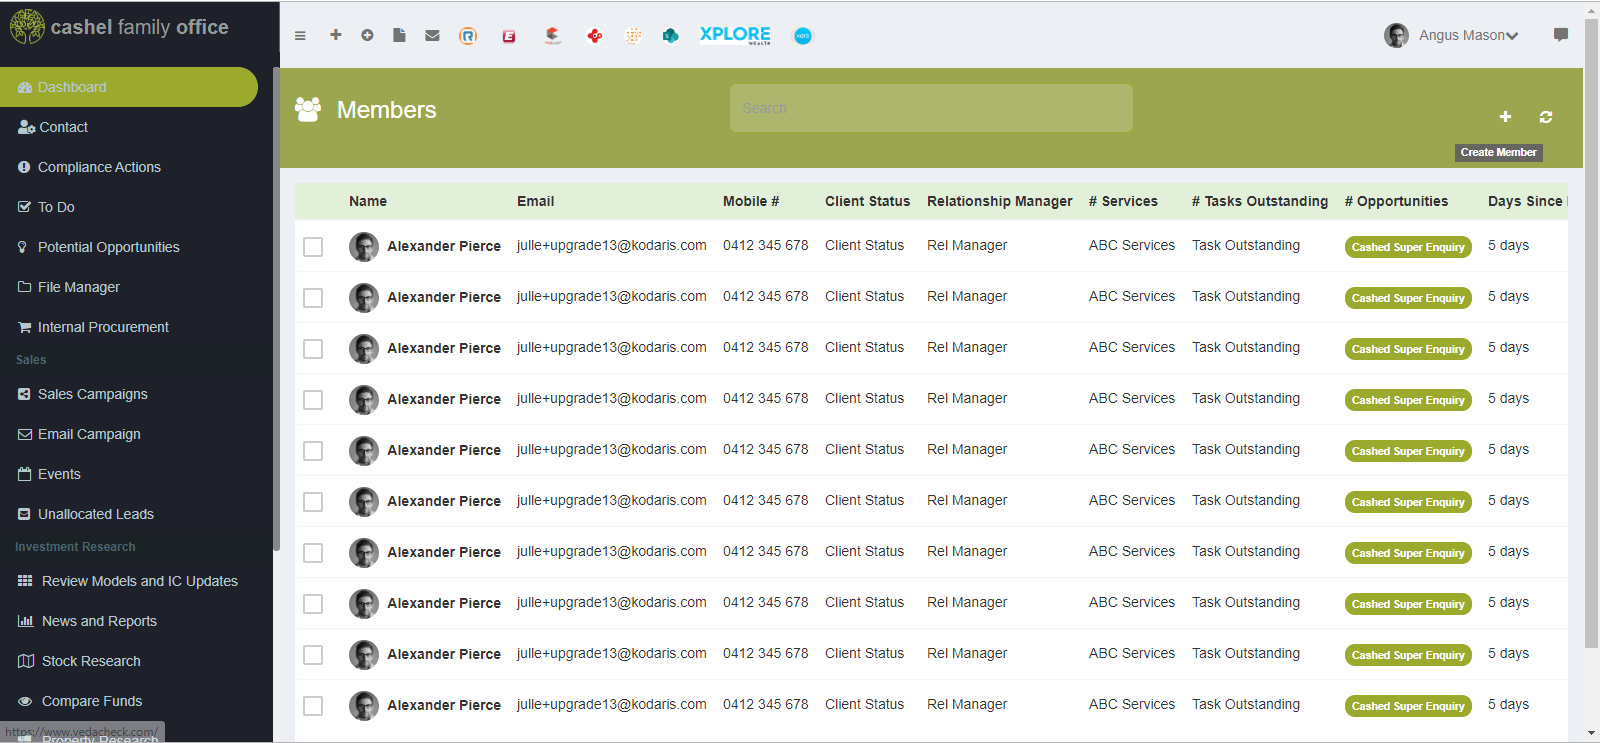 cashel family office
XPLORE
WEALTH
xero
Angus Mason
Dashboard
Contact
Compliance Actions
To Do
Potential Opportunities
File Manager
Internal Procurement
Sales
Sales Campaigns
Email Campaign
Events
Unallocated Leads
Investment Research
Review Models and IC Updates
News and Reports
Stock Research
Compare Funds
Property Research
https://www.vedacheck.com/
Members
Search
Create Member
Name Email Mobile # Client Status Relationship Manager # Services # Tasks Outstanding # Opportunities Days Since
Alexander Pierce julle+upgrade13@kodaris.com 0412 345 678 Client Status Rel Manager ABC Services Task Outstanding Cashed Super Enquiry 5 days
Alexander Pierce julle+upgrade13@kodaris.com 0412 345 678 Client Status Rel Manager ABC Services Task Outstanding Cashed Super Enquiry 5 days
Alexander Pierce julle+upgrade13@kodaris.com 0412 345 678 Client Status Rel Manager ABC Services Task Outstanding Cashed Super Enquiry 5 days
Alexander Pierce julle+upgrade13@kodaris.com 0412 345 678 Client Status Rel Manager ABC Services Task Outstanding Cashed Super Enquiry 5 days
Alexander Pierce julle+upgrade13@kodaris.com 0412 345 678 Client Status Rel Manager ABC Services Task Outstanding Cashed Super Enquiry 5 days
Alexander Pierce julle+upgrade13@kodaris.com 0412 345 678 Client Status Rel Manager ABC Services Task Outstanding Cashed Super Enquiry 5 days
Alexander Pierce julle+upgrade13@kodaris.com 0412 345 678 Client Status Rel Manager ABC Services Task Outstanding Cashed Super Enquiry 5 days
Alexander Pierce julle+upgrade13@kodaris.com 0412 345 678 Client Status Rel Manager ABC Services Task Outstanding Cashed Super Enquiry 5 days
Alexander Pierce julle+upgrade13@kodaris.com 0412 345 678 Client Status Rel Manager ABC Services Task Outstanding Cashed Super Enquiry 5 days
Alexander Pierce julle+upgrade13@kodaris.com 0412 345 678 Client Status Rel Manager ABC Services Task Outstanding Cashed Super Enquiry 5 days